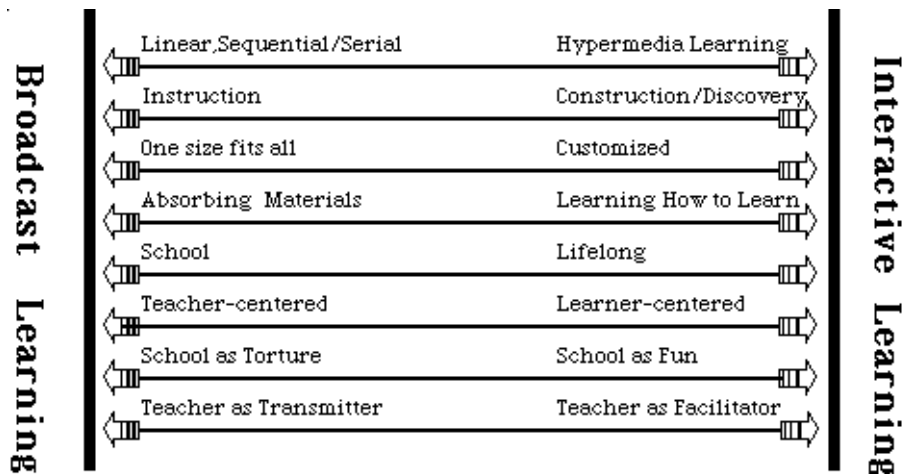 Broadcast Learning
Linear,Sequential/Serial Hypermedia Learning
Instruction Construction/Discovery
One size fits all Customized
Absorbing Materials Learning How to Learn
School Lifelong
Teacher-centered Learner-centered
School as Torture School as Fun
Teacher as Transmitter Teacher as Facilitator
Interactive Learning